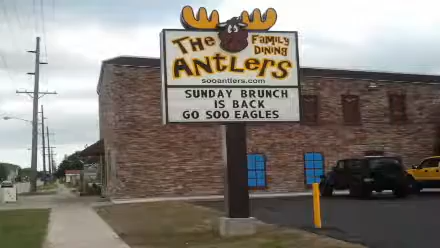 The Family
Dining
Antlers
sooantlers.com
SUNDAY BRUNCH
IS BACK
GO SOO EAGLES